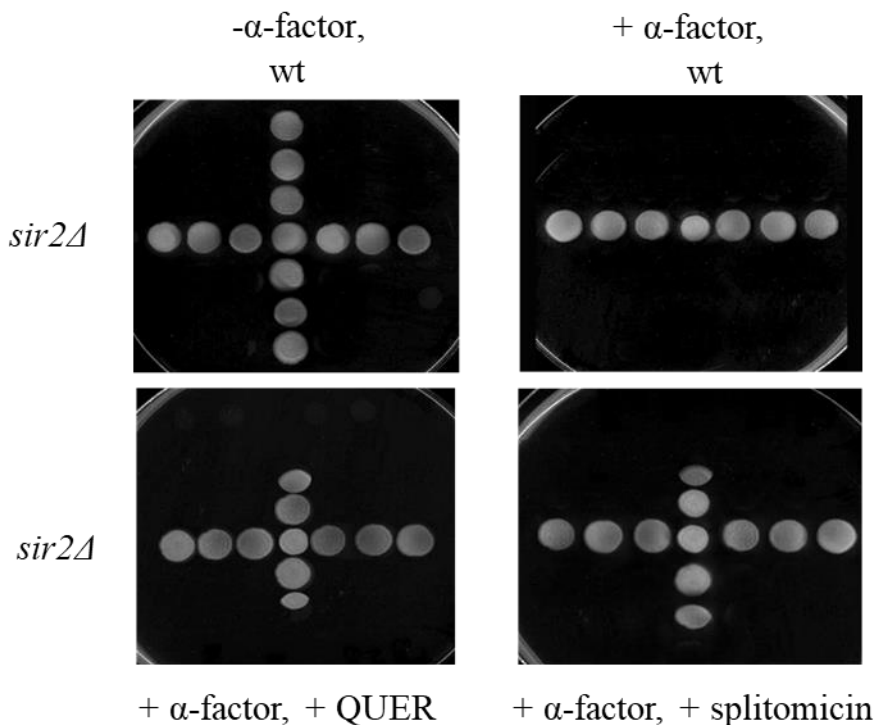 -α-factor,
wt
+ α-factor,
wt
sir2Δ
sir2Δ
+ α-factor, + QUER
+ α-factor, + splitomicin